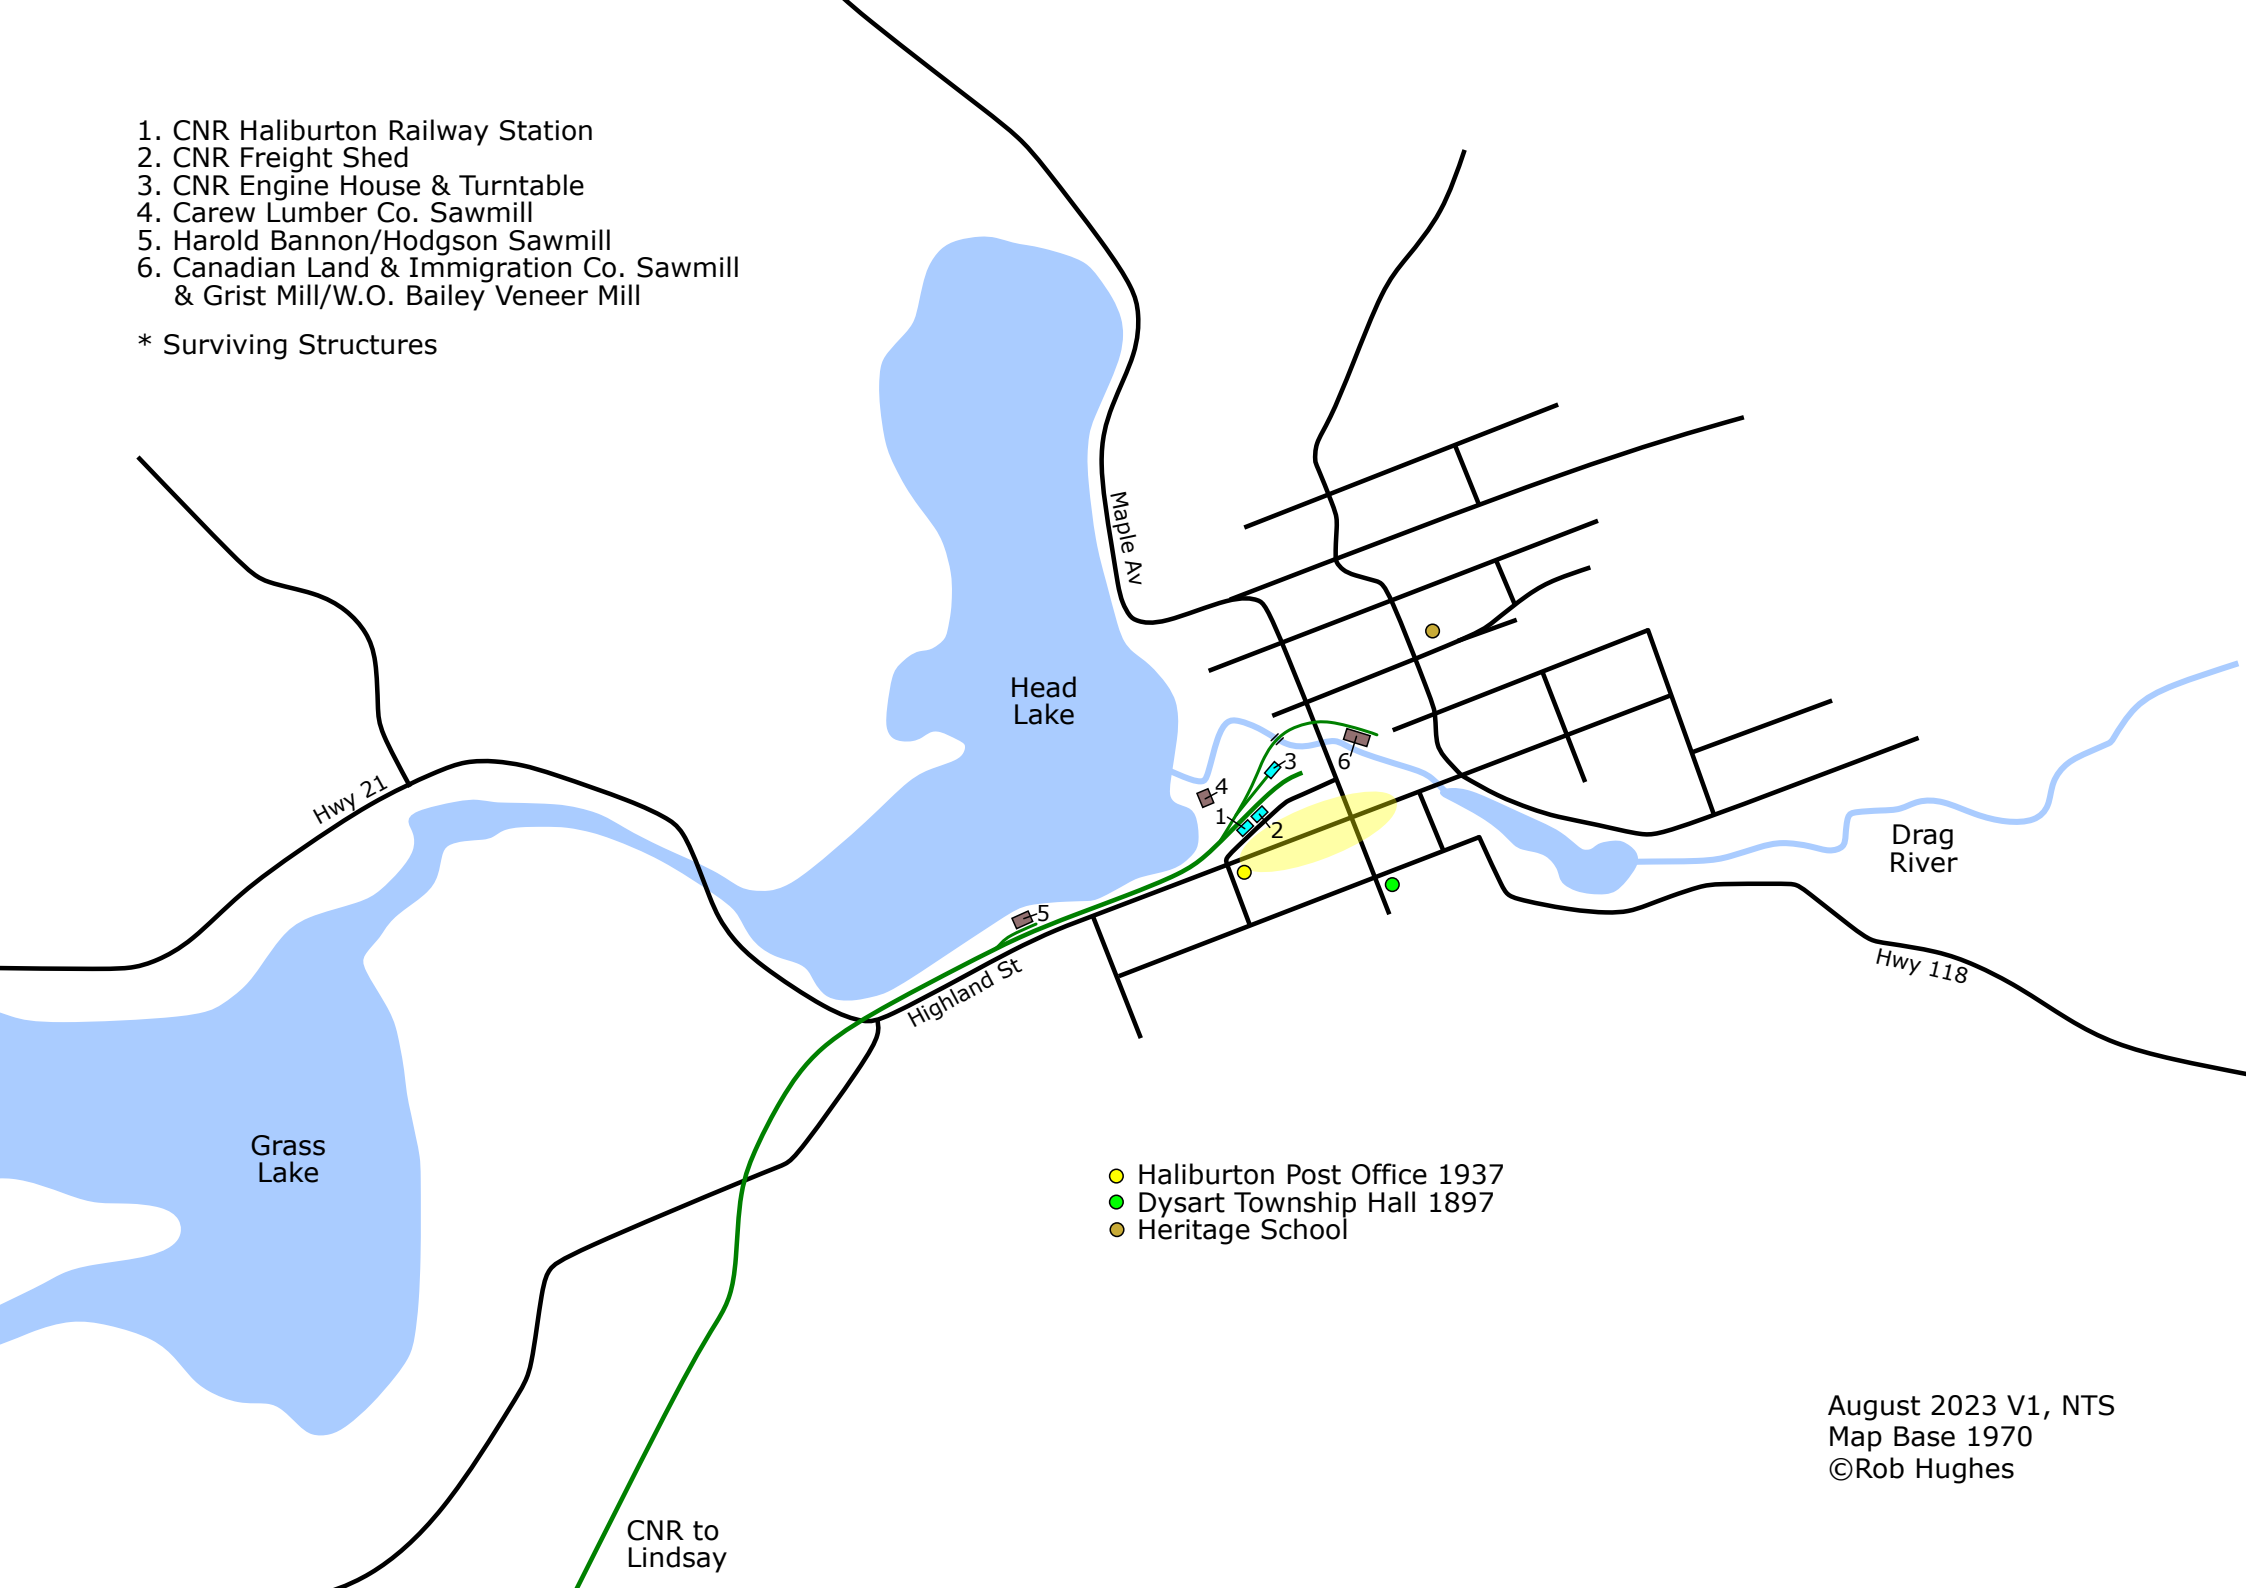 1. CNR Haliburton Railway Station
2. CNR Freight Shed
3. CNR Engine House & Turntable
4. Carew Lumber Co. Sawmill
5. Harold Bannon/Hodgson Sawmill
6. Canadian Land & Immigration Co. Sawmill
& Grist Mill/W.O. Bailey Veneer Mill
* Surviving Structures
Maple Av
Head
Lake
Hwy 21
3
6
4
1
2
Drag
River
5
Highland St
Hwy 118
Grass
Lake
Haliburton Post Office 1937
Dysart Township Hall 1897
Heritage School
August 2023 V1, NTS
Map Base 1970
©Rob Hughes
CNR to
Lindsay